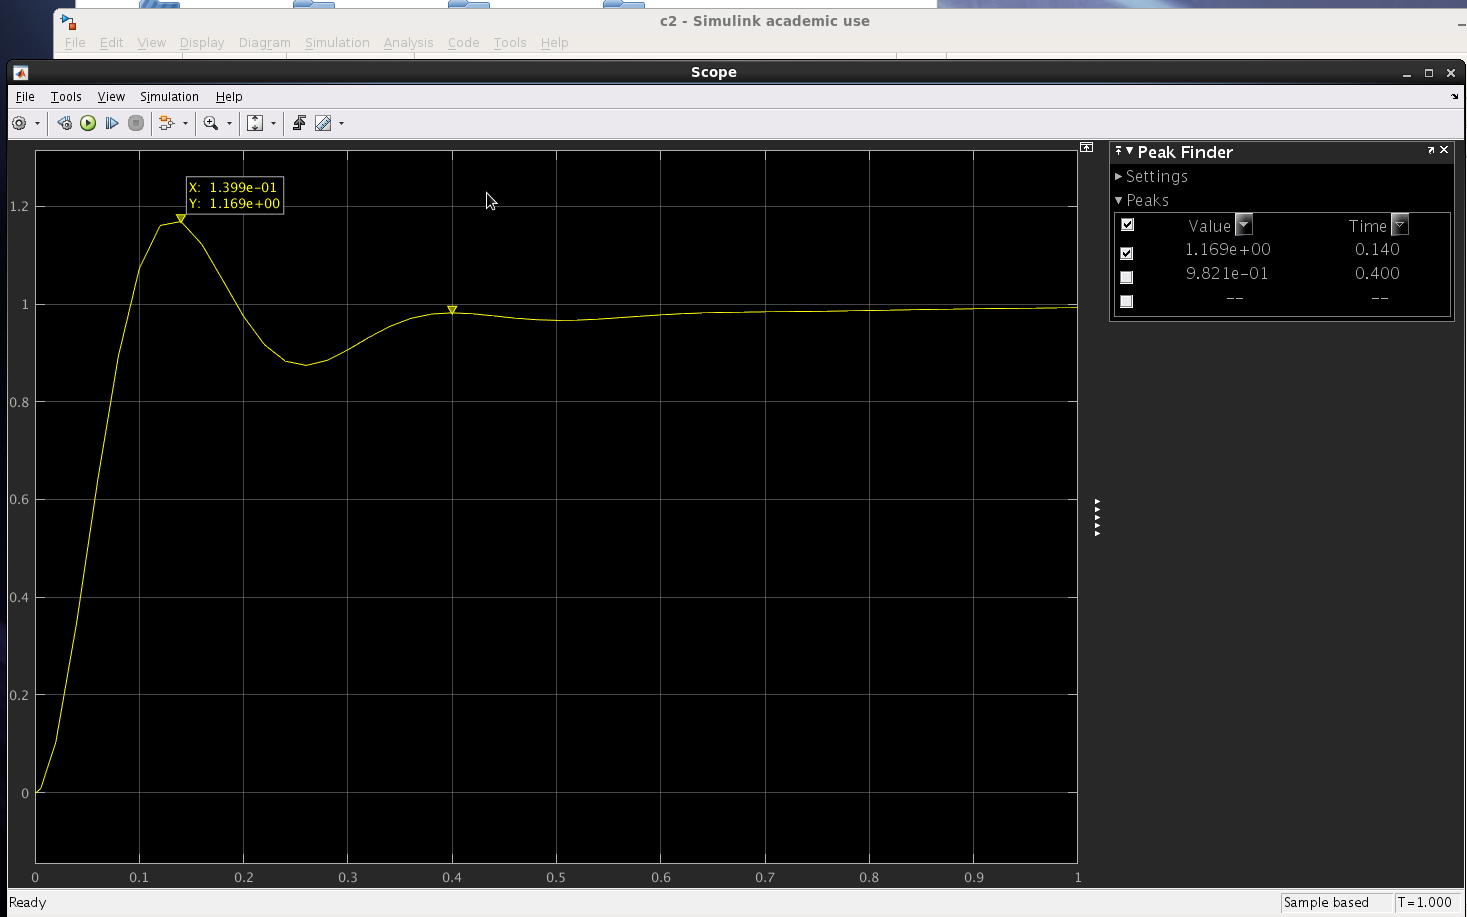 c2 - Simulink academic use
File Edit View Display Diagram Simulation Analysis Code Tools Help
Scope
File Tools View Simulation Help
Peak Finder
Settings
Peaks
Value Time
1.169e+00 0.140
9.821e-01 0.400
-- --
X: 1.399e-01
Y: 1.169e+00
1.2
1
0.8
0.6
0.4
0.2
0
0 0.1 0.2 0.3 0.4 0.5 0.6 0.7 0.8 0.9 1
Ready Sample based T=1.000